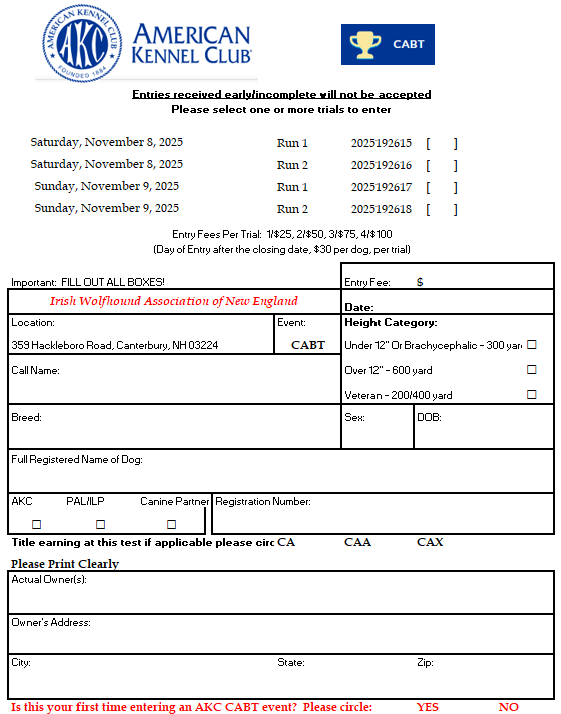 AMERICAN KENNEL CLUB
AKC
FOUNDED 1884
AMERICAN
KENNEL CLUB®
CABT
Entries received early/incomplete will not be accepted
Please select one or more trials to enter
Saturday, November 8, 2025 Run 1 2025192615 [ ]
Saturday, November 8, 2025 Run 2 2025192616 [ ]
Sunday, November 9, 2025 Run 1 2025192617 [ ]
Sunday, November 9, 2025 Run 2 2025192618 [ ]
Entry Fees Per Trial: 1/$25, 2/$50, 3/$75, 4/$100
(Day of Entry after the closing date, $30 per dog, per trial)
Important: FILL OUT ALL BOXES! Entry Fee: $
Irish Wolfhound Association of New England
Date:
Location: Event: Height Category:
359 Hackleboro Road, Canterbury, NH 03224 CABT Under 12" Or Brachycephalic - 300 yar ☐
Call Name: Over 12" - 600 yard ☐
Veteran - 200/400 yard ☐
Breed: Sex: DOB:
Full Registered Name of Dog:
AKC PAL/ILP Canine Partner Registration Number:
☐ ☐ ☐
Title earning at this test if applicable please circ CA CAA CAX
Please Print Clearly
Actual Owner(s):
Owner's Address:
City: State: Zip:
Is this your first time entering an AKC CABT event? Please circle: YES NO